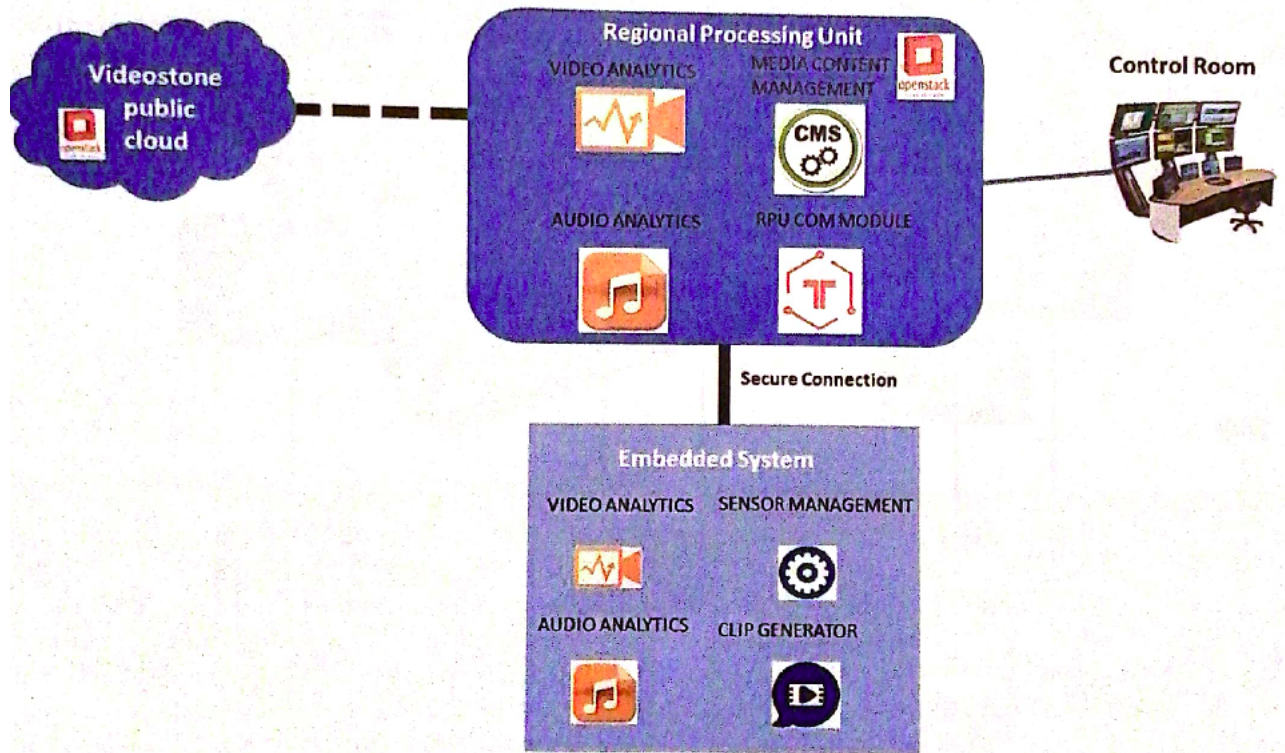 Videostone
public
cloud
openstack
Regional Processing Unit
VIDEO ANALYTICS
MEDIA CONTENT
MANAGEMENT
openstack
CMS
AUDIO ANALYTICS
RPU COM MODULE
Control Room
Secure Connection
Embedded System
VIDEO ANALYTICS
SENSOR MANAGEMENT
AUDIO ANALYTICS
CLIP GENERATOR